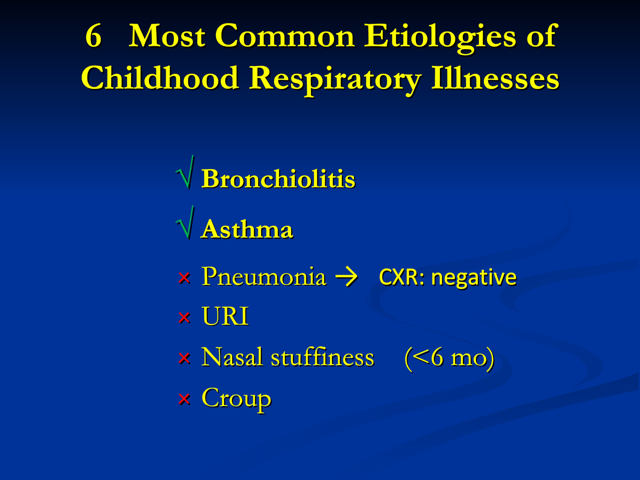 6 Most Common Etiologies of
Childhood Respiratory Illnesses
√ Bronchiolitis
√ Asthma
× Pneumonia → CXR: negative
× URI
× Nasal stuffiness (<6 mo)
× Croup